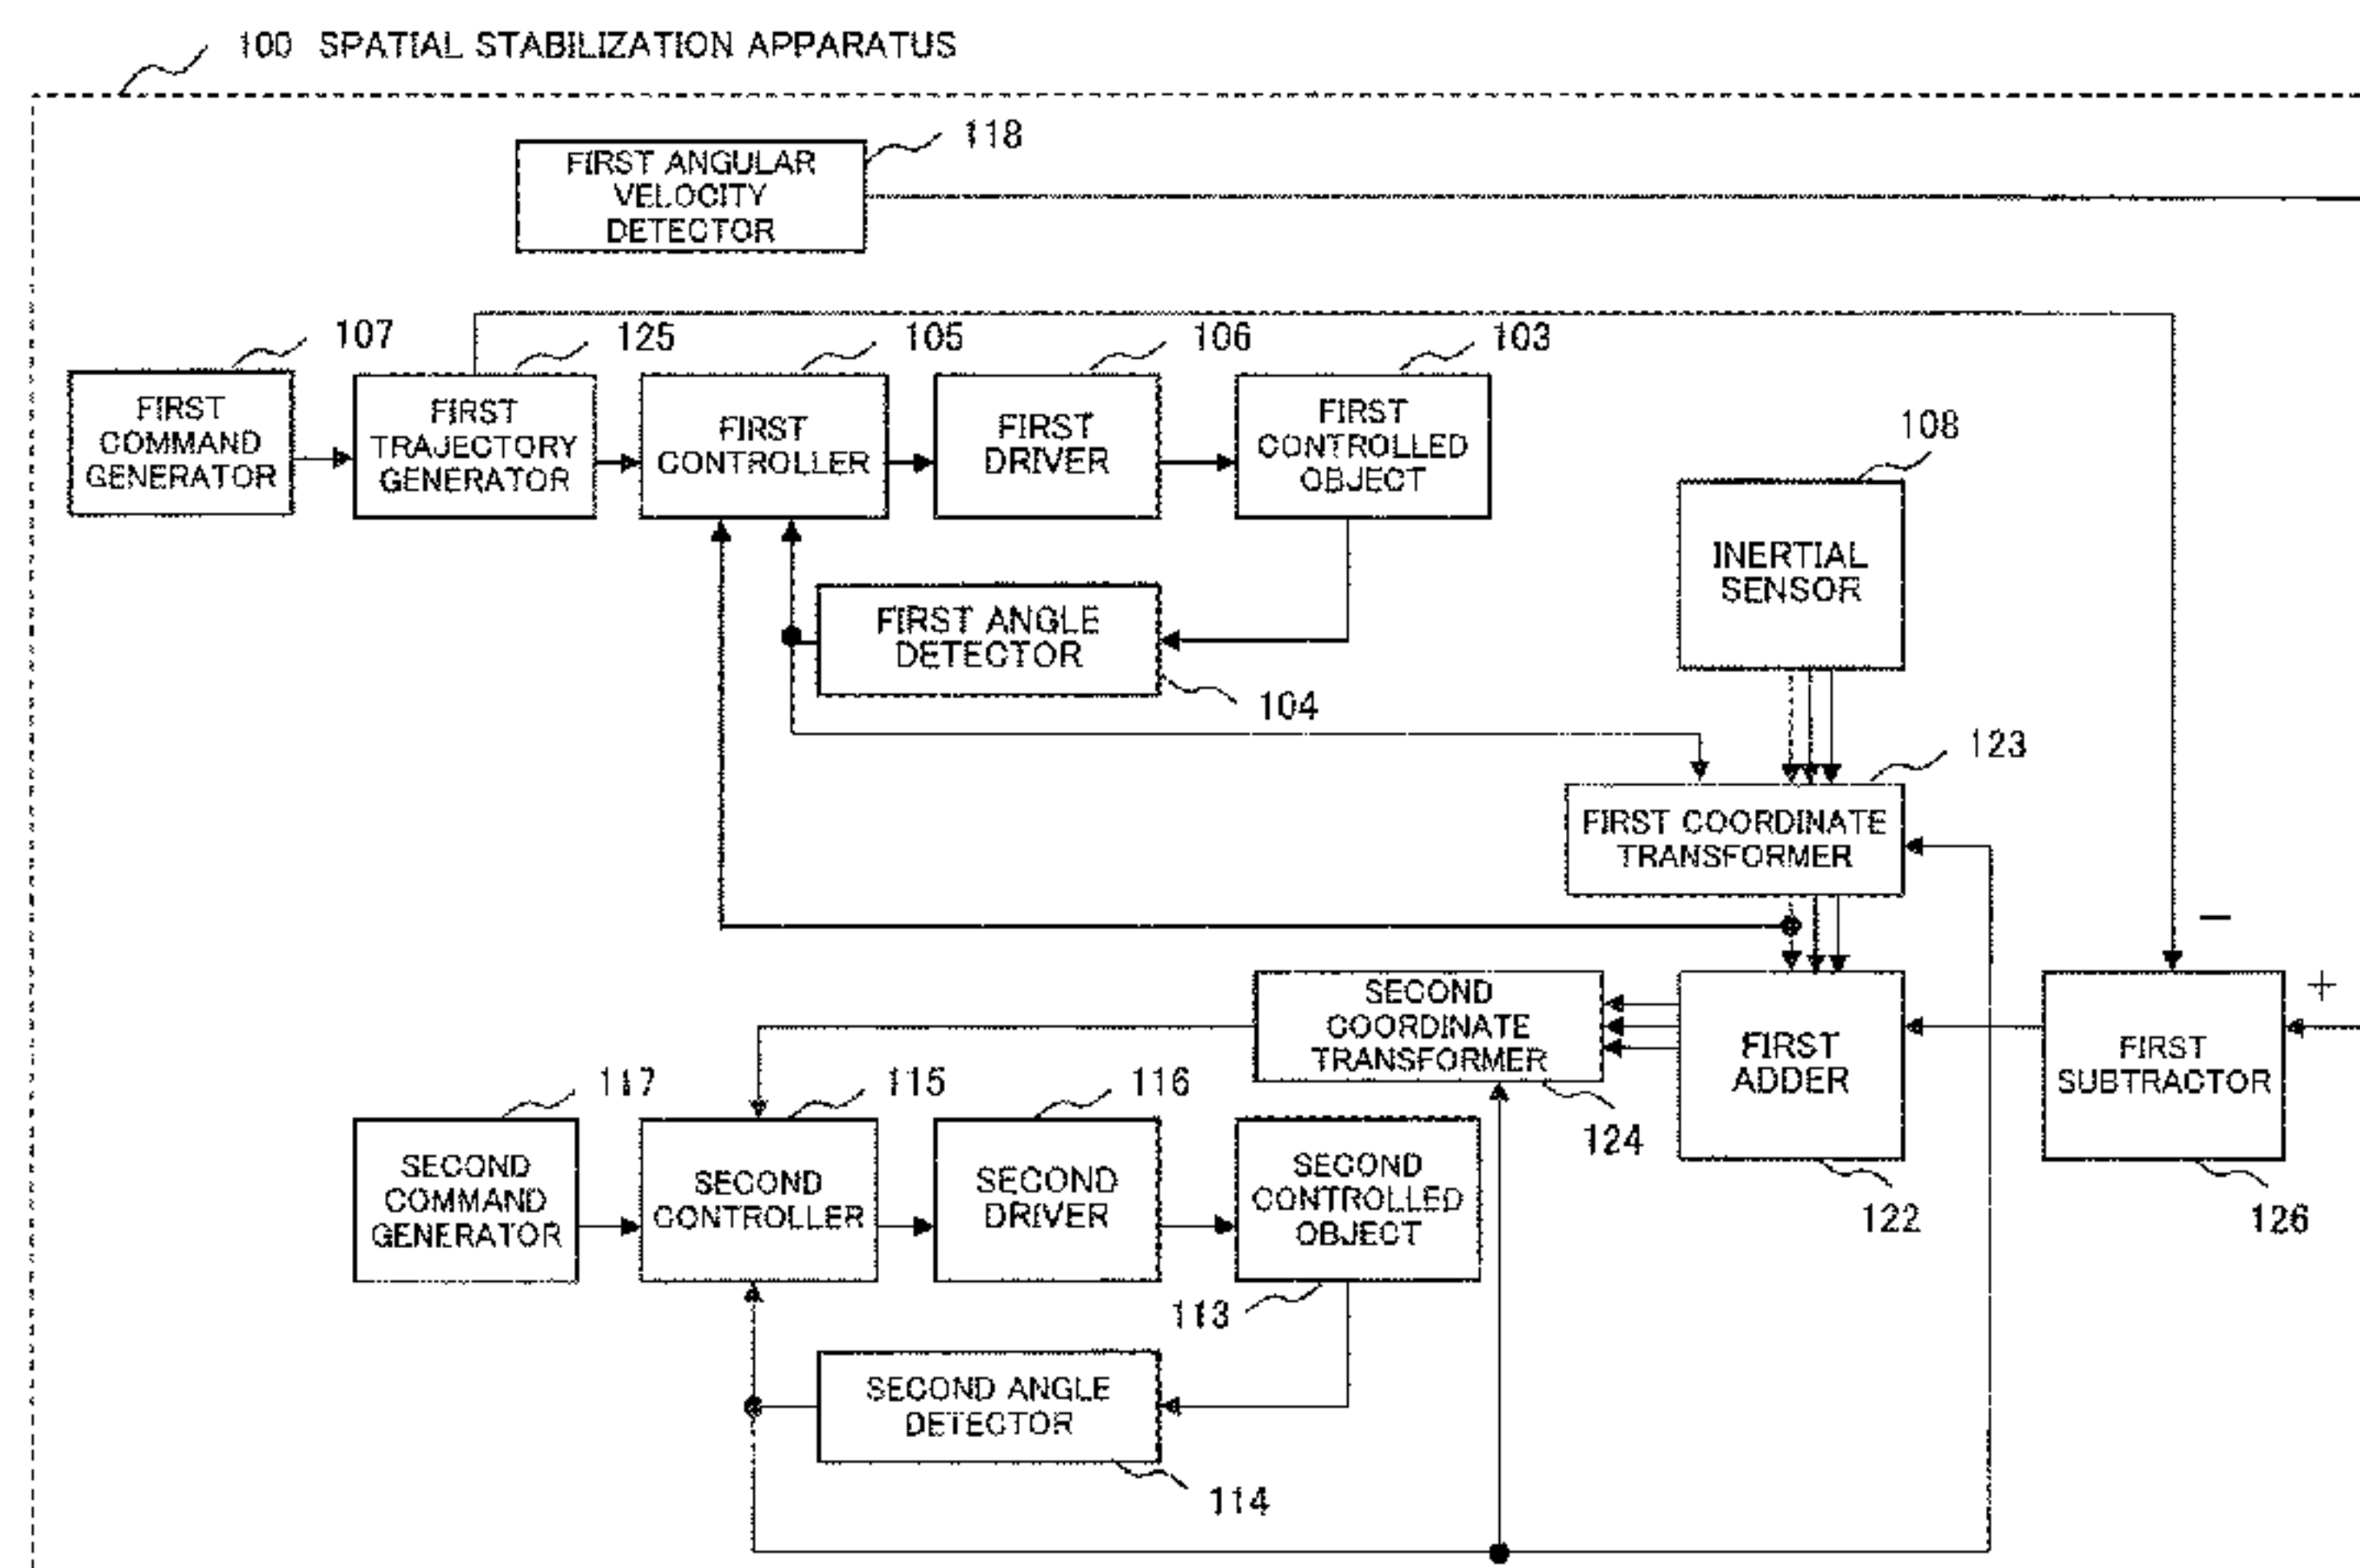 100 SPATIAL STABILIZATION APPARATUS
118
FIRST ANGULAR
VELOCITY
DETECTOR
107
125
105
106
103
FIRST
COMMAND
GENERATOR
FIRST
TRAJECTORY
GENERATOR
FIRST
CONTROLLER
FIRST
DRIVER
FIRST
CONTROLLED
OBJECT
108
INERTIAL
SENSOR
FIRST ANGLE
DETECTOR
104
123
FIRST COORDINATE
TRANSFORMER
−
+
SECOND
COORDINATE
TRANSFORMER
124
FIRST
ADDER
122
FIRST
SUBTRACTOR
126
117
115
116
SECOND
COMMAND
GENERATOR
SECOND
CONTROLLER
SECOND
DRIVER
SECOND
CONTROLLED
OBJECT
113
SECOND ANGLE
DETECTOR
114